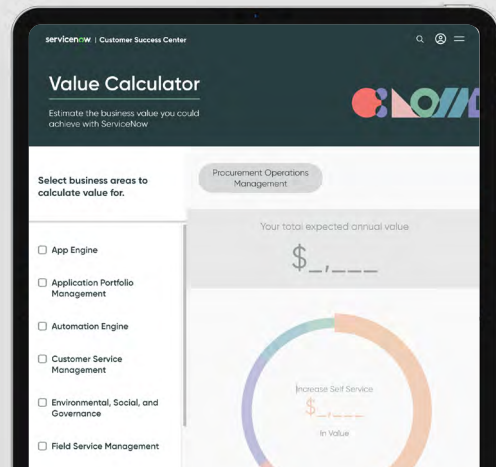 servicenow | Customer Success Center
Value Calculator
Estimate the business value you could
achieve with ServiceNow
Select business areas to
calculate value for.
App Engine
Application Portfolio
Management
Automation Engine
Customer Service
Management
Environmental, Social, and
Governance
Field Service Management
Procurement Operations
Management
Your total expected annual value
$_,___
Increase Self Service
$_,___
In Value